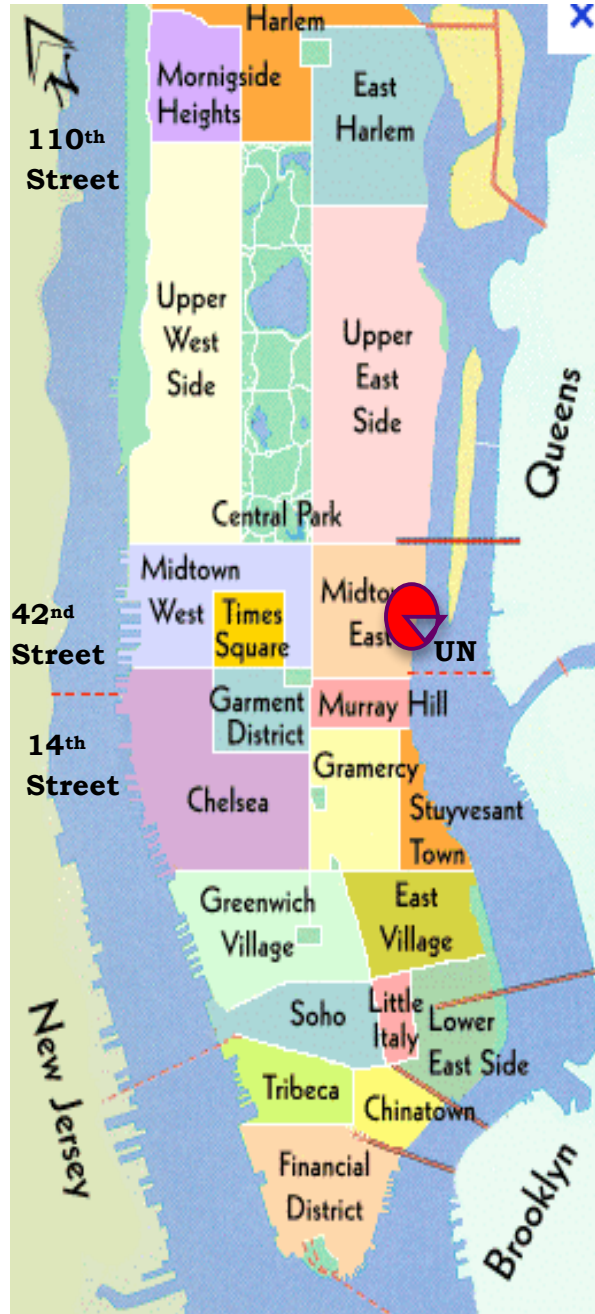 Harlem
Mornigside
Heights
East
Harlem
110th
Street
Upper
West
Side
Upper
East
Side
Queens
Central Park
Midtown
West
Times
Square
Midtow
East
42nd
Street
UN
Garment
District
Murray Hill
14th
Street
Chelsea
Gramercy
Stuyvesant
Town
Greenwich
Village
East
Village
Soho
Little
Italy
Lower
East Side
New Jersey
Tribeca
Chinatown
Financial
District
Brooklyn